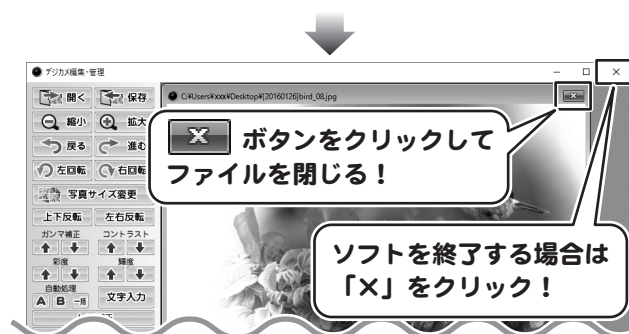 デジカメ編集・管理
開く 保存
C:¥Users¥xxx¥Desktop¥[20160126]bird_08.jpg
縮小 拡大
戻る 進む
左回転 右回転
写真サイズ変更
上下反転 左右反転
ガンマ補正 コントラスト
彩度 輝度
自動処理
A B 一括 文字入力
X ボタンをクリックして
ファイルを閉じる！
ソフトを終了する場合は
「×」をクリック！